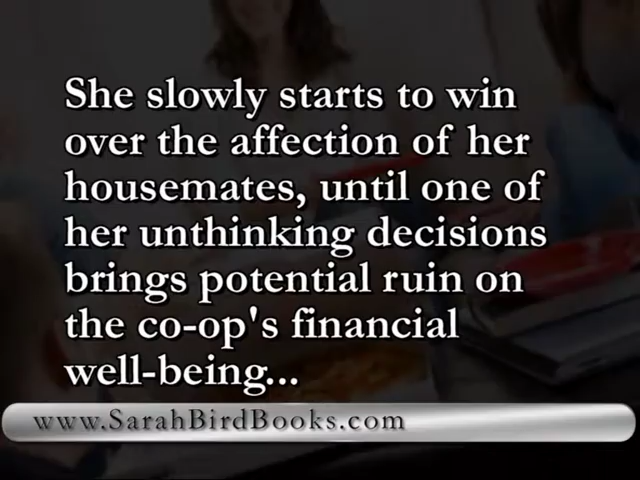 She slowly starts to win
over the affection of her
housemates, until one of
her unthinking decisions
brings potential ruin on
the co-op's financial
well-being...
www.SarahBirdBooks.com